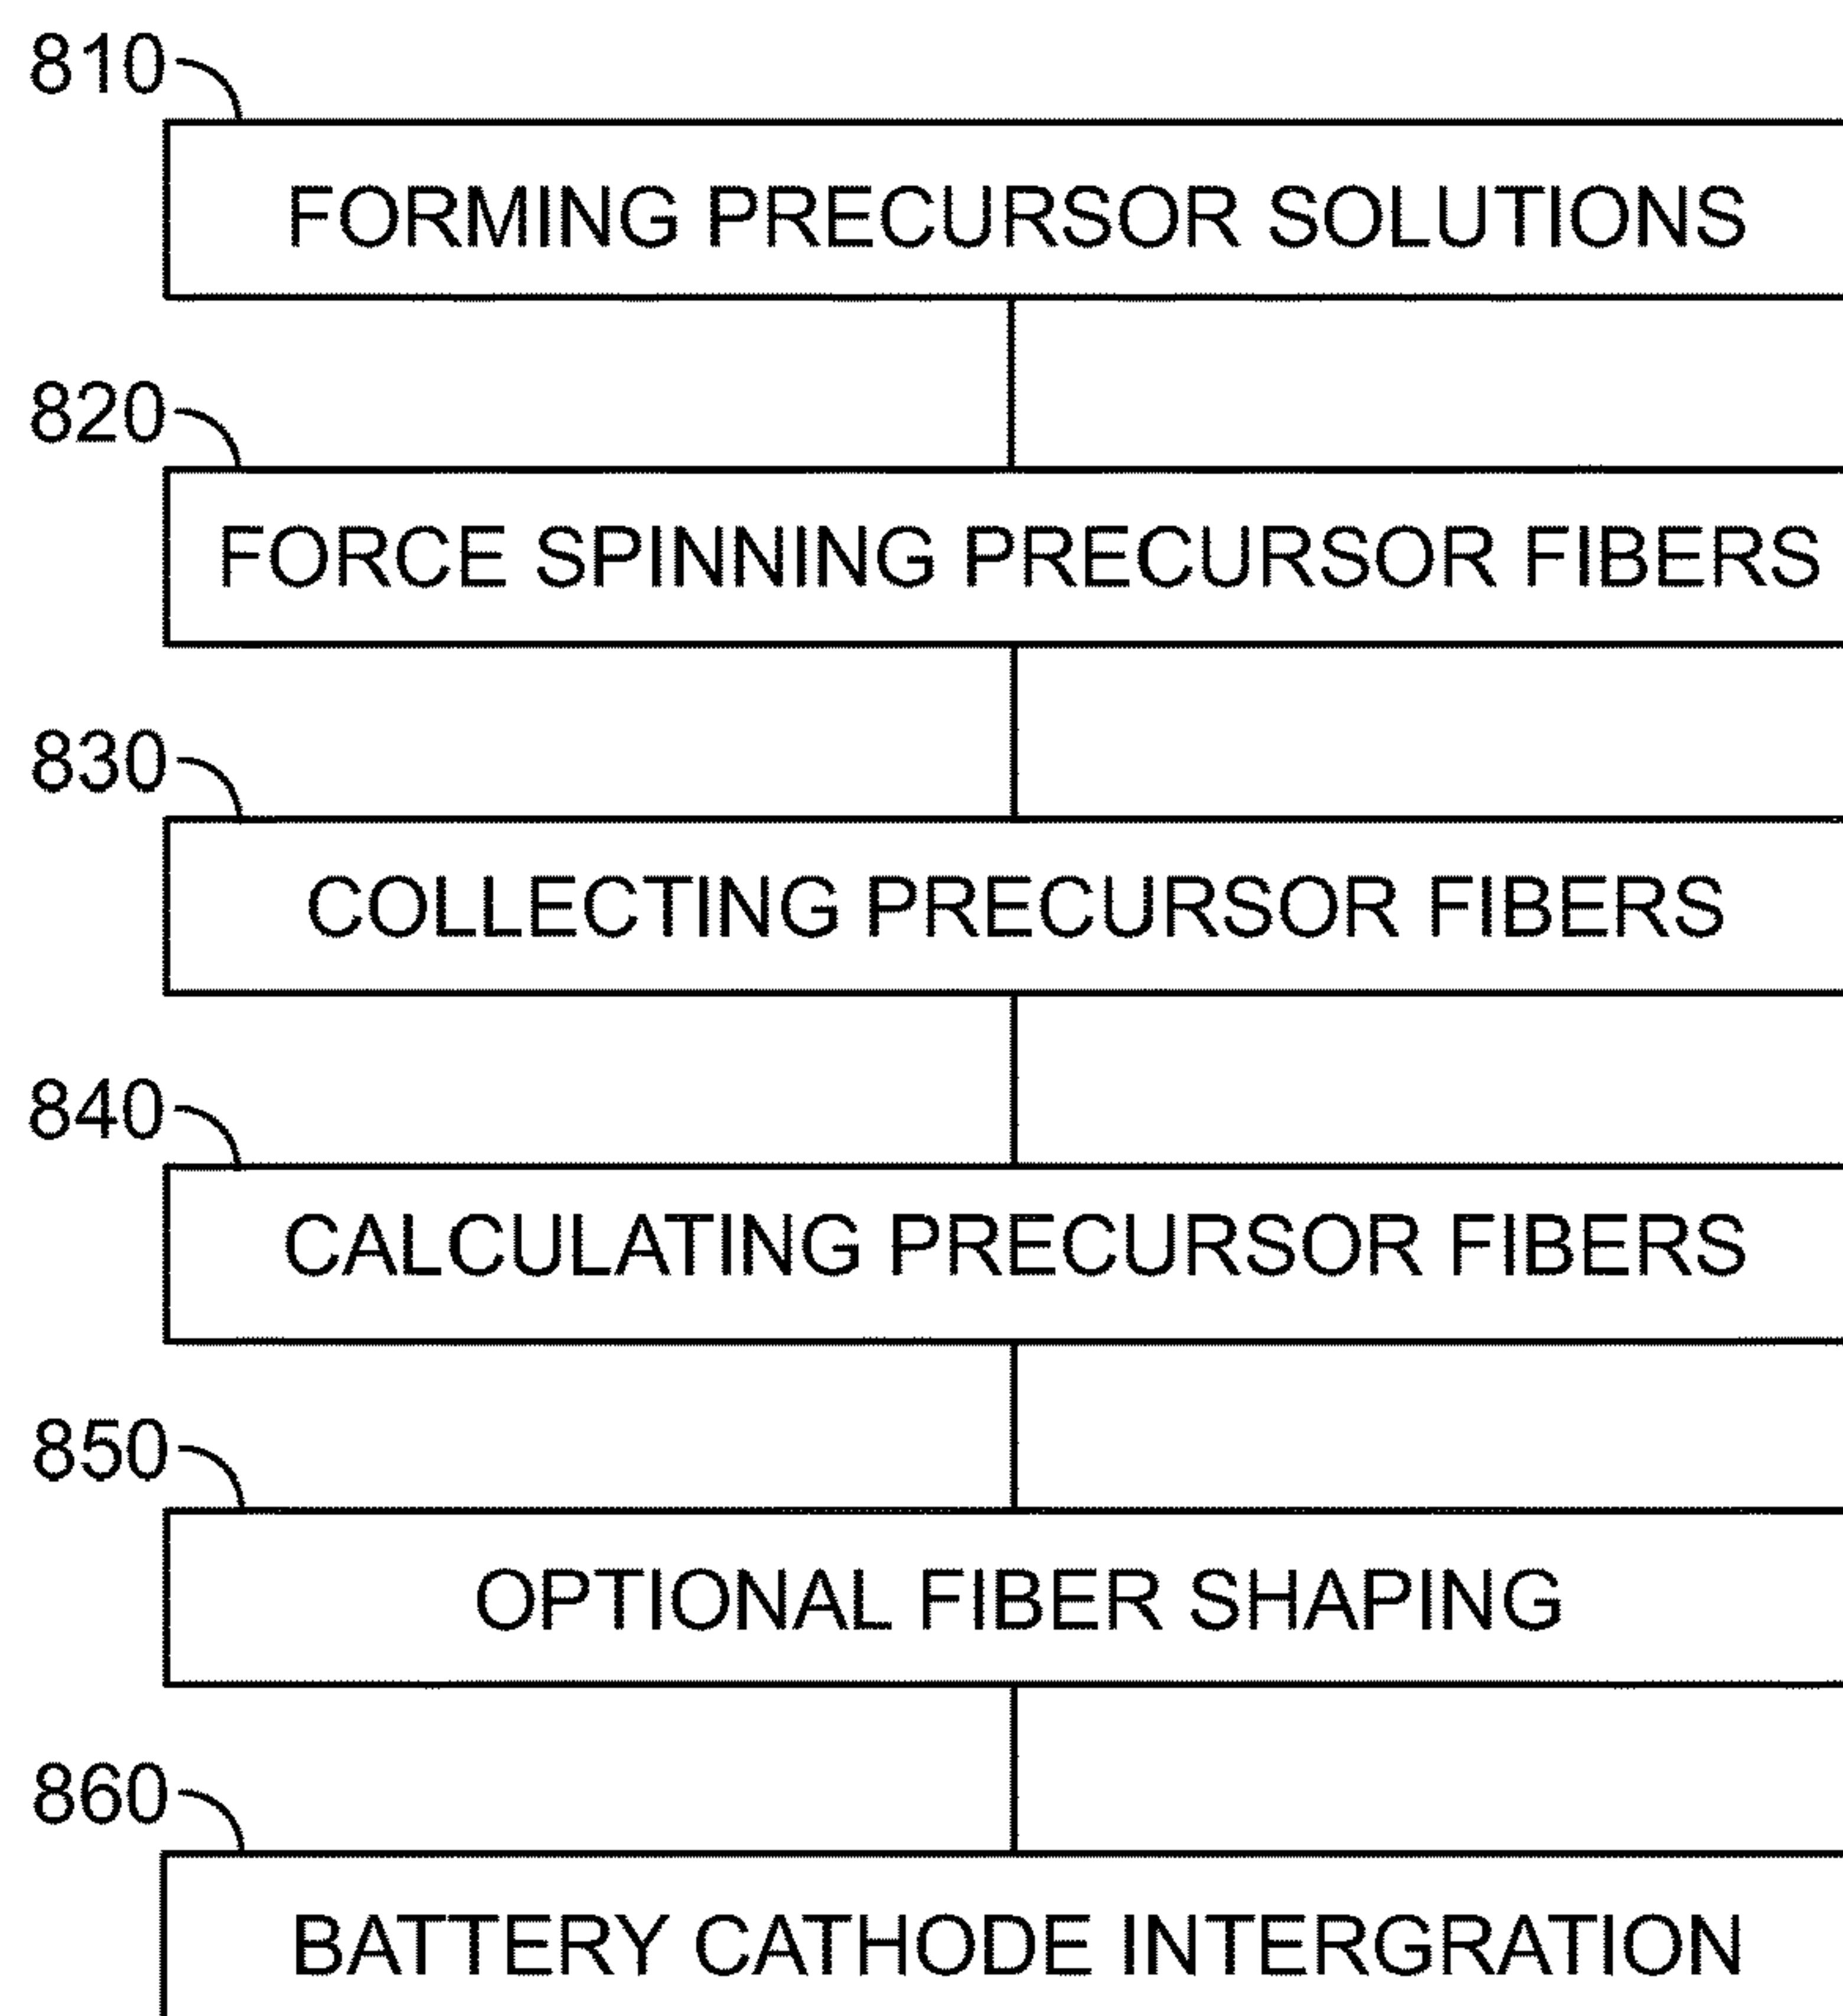 810
FORMING PRECURSOR SOLUTIONS
820
FORCE SPINNING PRECURSOR FIBERS
830
COLLECTING PRECURSOR FIBERS
840
CALCULATING PRECURSOR FIBERS
850
OPTIONAL FIBER SHAPING
860
BATTERY CATHODE INTERGRATION